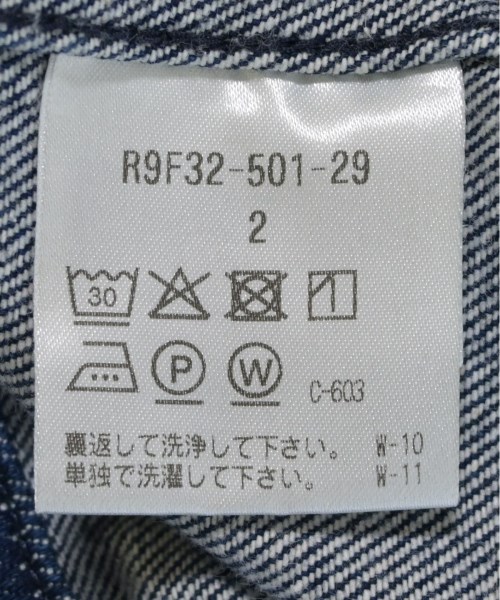 R9F32-501-29
2
30
P W C-603
裏返して洗浄して下さい。 W-10
単独で洗濯して下さい。 W-11